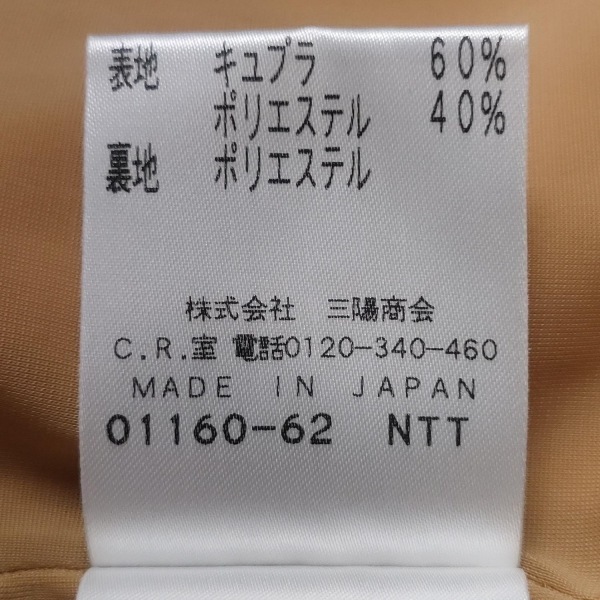 表地 キュプラ 60%
ポリエステル 40%
裏地 ポリエステル
株式会社 三陽商会
C.R.室 電話0120-340-460
MADE IN JAPAN
01160-62 NTT